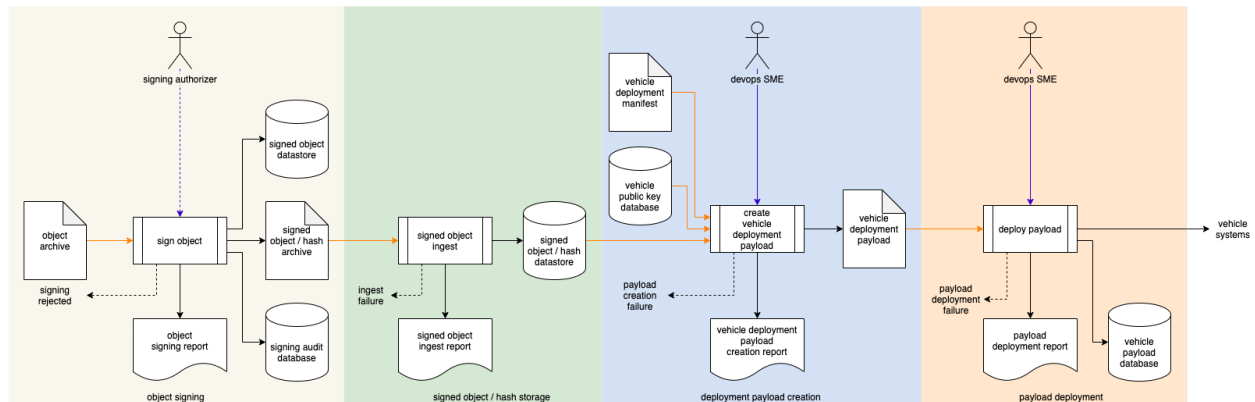 signing authorizer
signed object
datastore
object
archive
sign object
signed
object / hash
archive
signing
rejected
object
signing report
signing audit
database
object signing
signed object
ingest
signed
object / hash
datastore
ingest
failure
signed object
ingest report
signed object / hash storage
vehicle
deployment
manifest
devops SME
vehicle
public key
database
create
vehicle
deployment
payload
vehicle
deployment
payload
payload
creation
failure
vehicle deployment
payload
creation report
deployment payload creation
devops SME
deploy payload
vehicle
systems
payload
deployment
failure
payload
deployment report
vehicle
payload
database
payload deployment